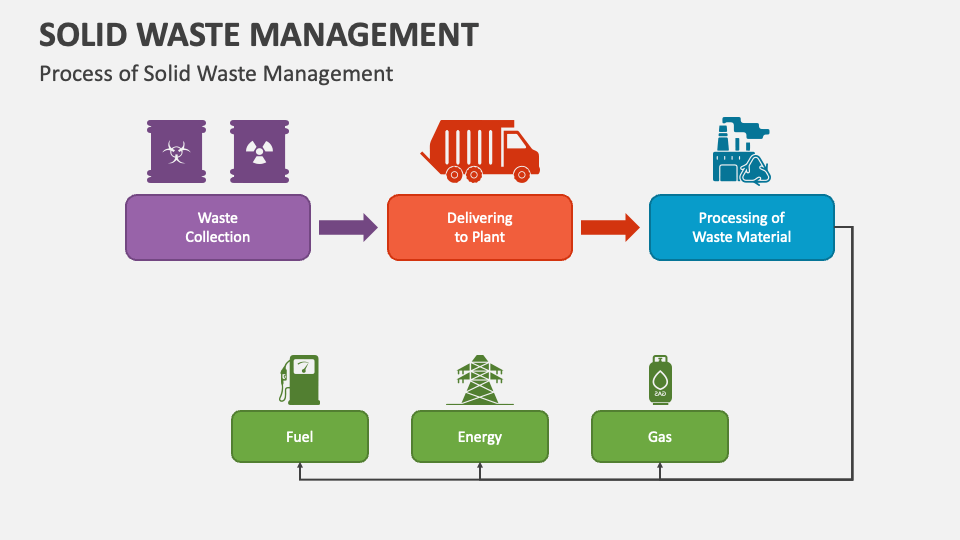 SOLID WASTE MANAGEMENT
Process of Solid Waste Management
Waste
Collection
Delivering
to Plant
Processing of
Waste Material
Fuel
Energy
GAS
Gas